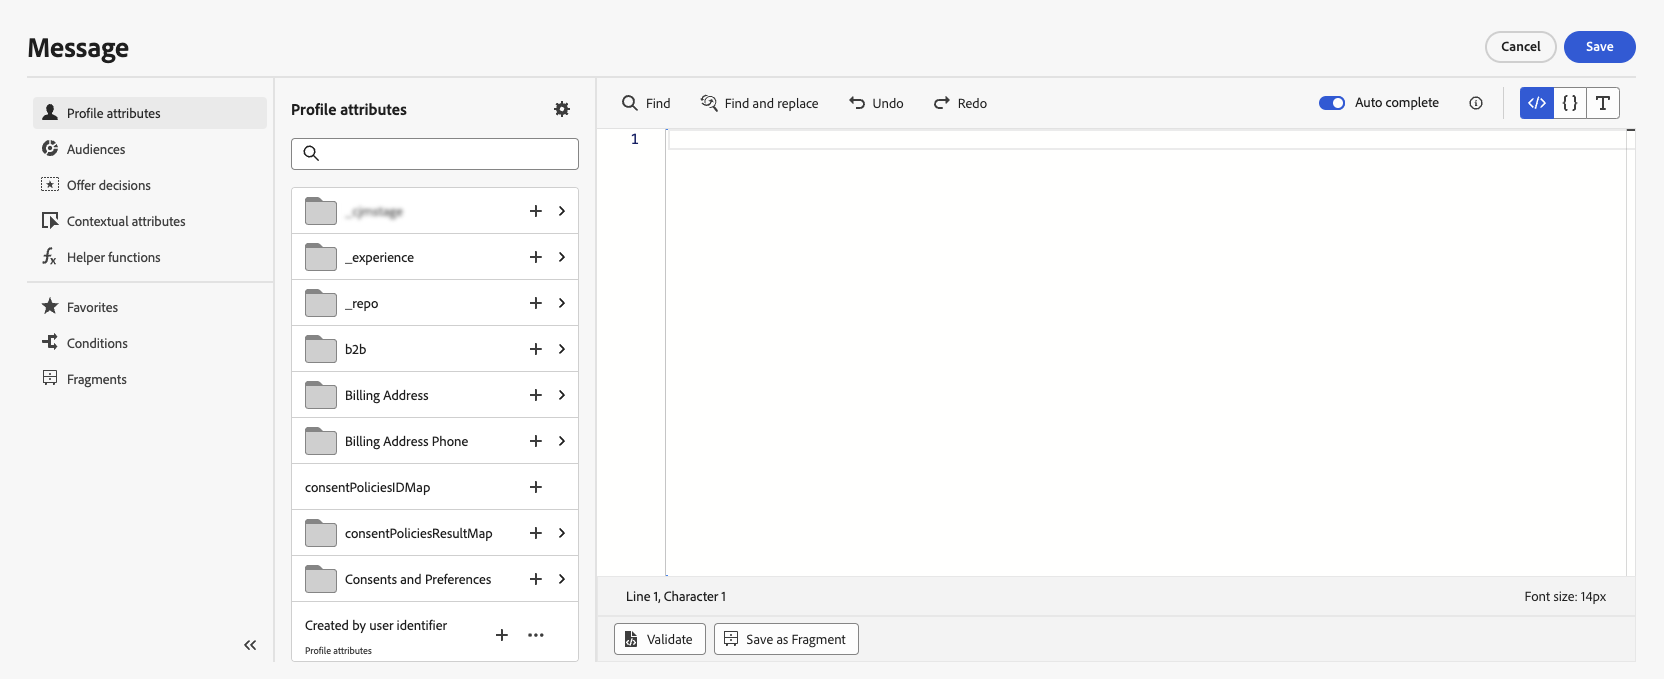 Message
Cancel
Save
Profile attributes
Audiences
Offer decisions
Contextual attributes
Helper functions
Favorites
Conditions
Fragments
Profile attributes
_experience
_repo
b2b
Billing Address
Billing Address Phone
consentPoliciesIDMap
consentPoliciesResultMap
Consents and Preferences
Created by user identifier
Profile attributes
Find
Find and replace
Undo
Redo
Auto complete
1
Line 1, Character 1
Font size: 14px
Validate
Save as Fragment